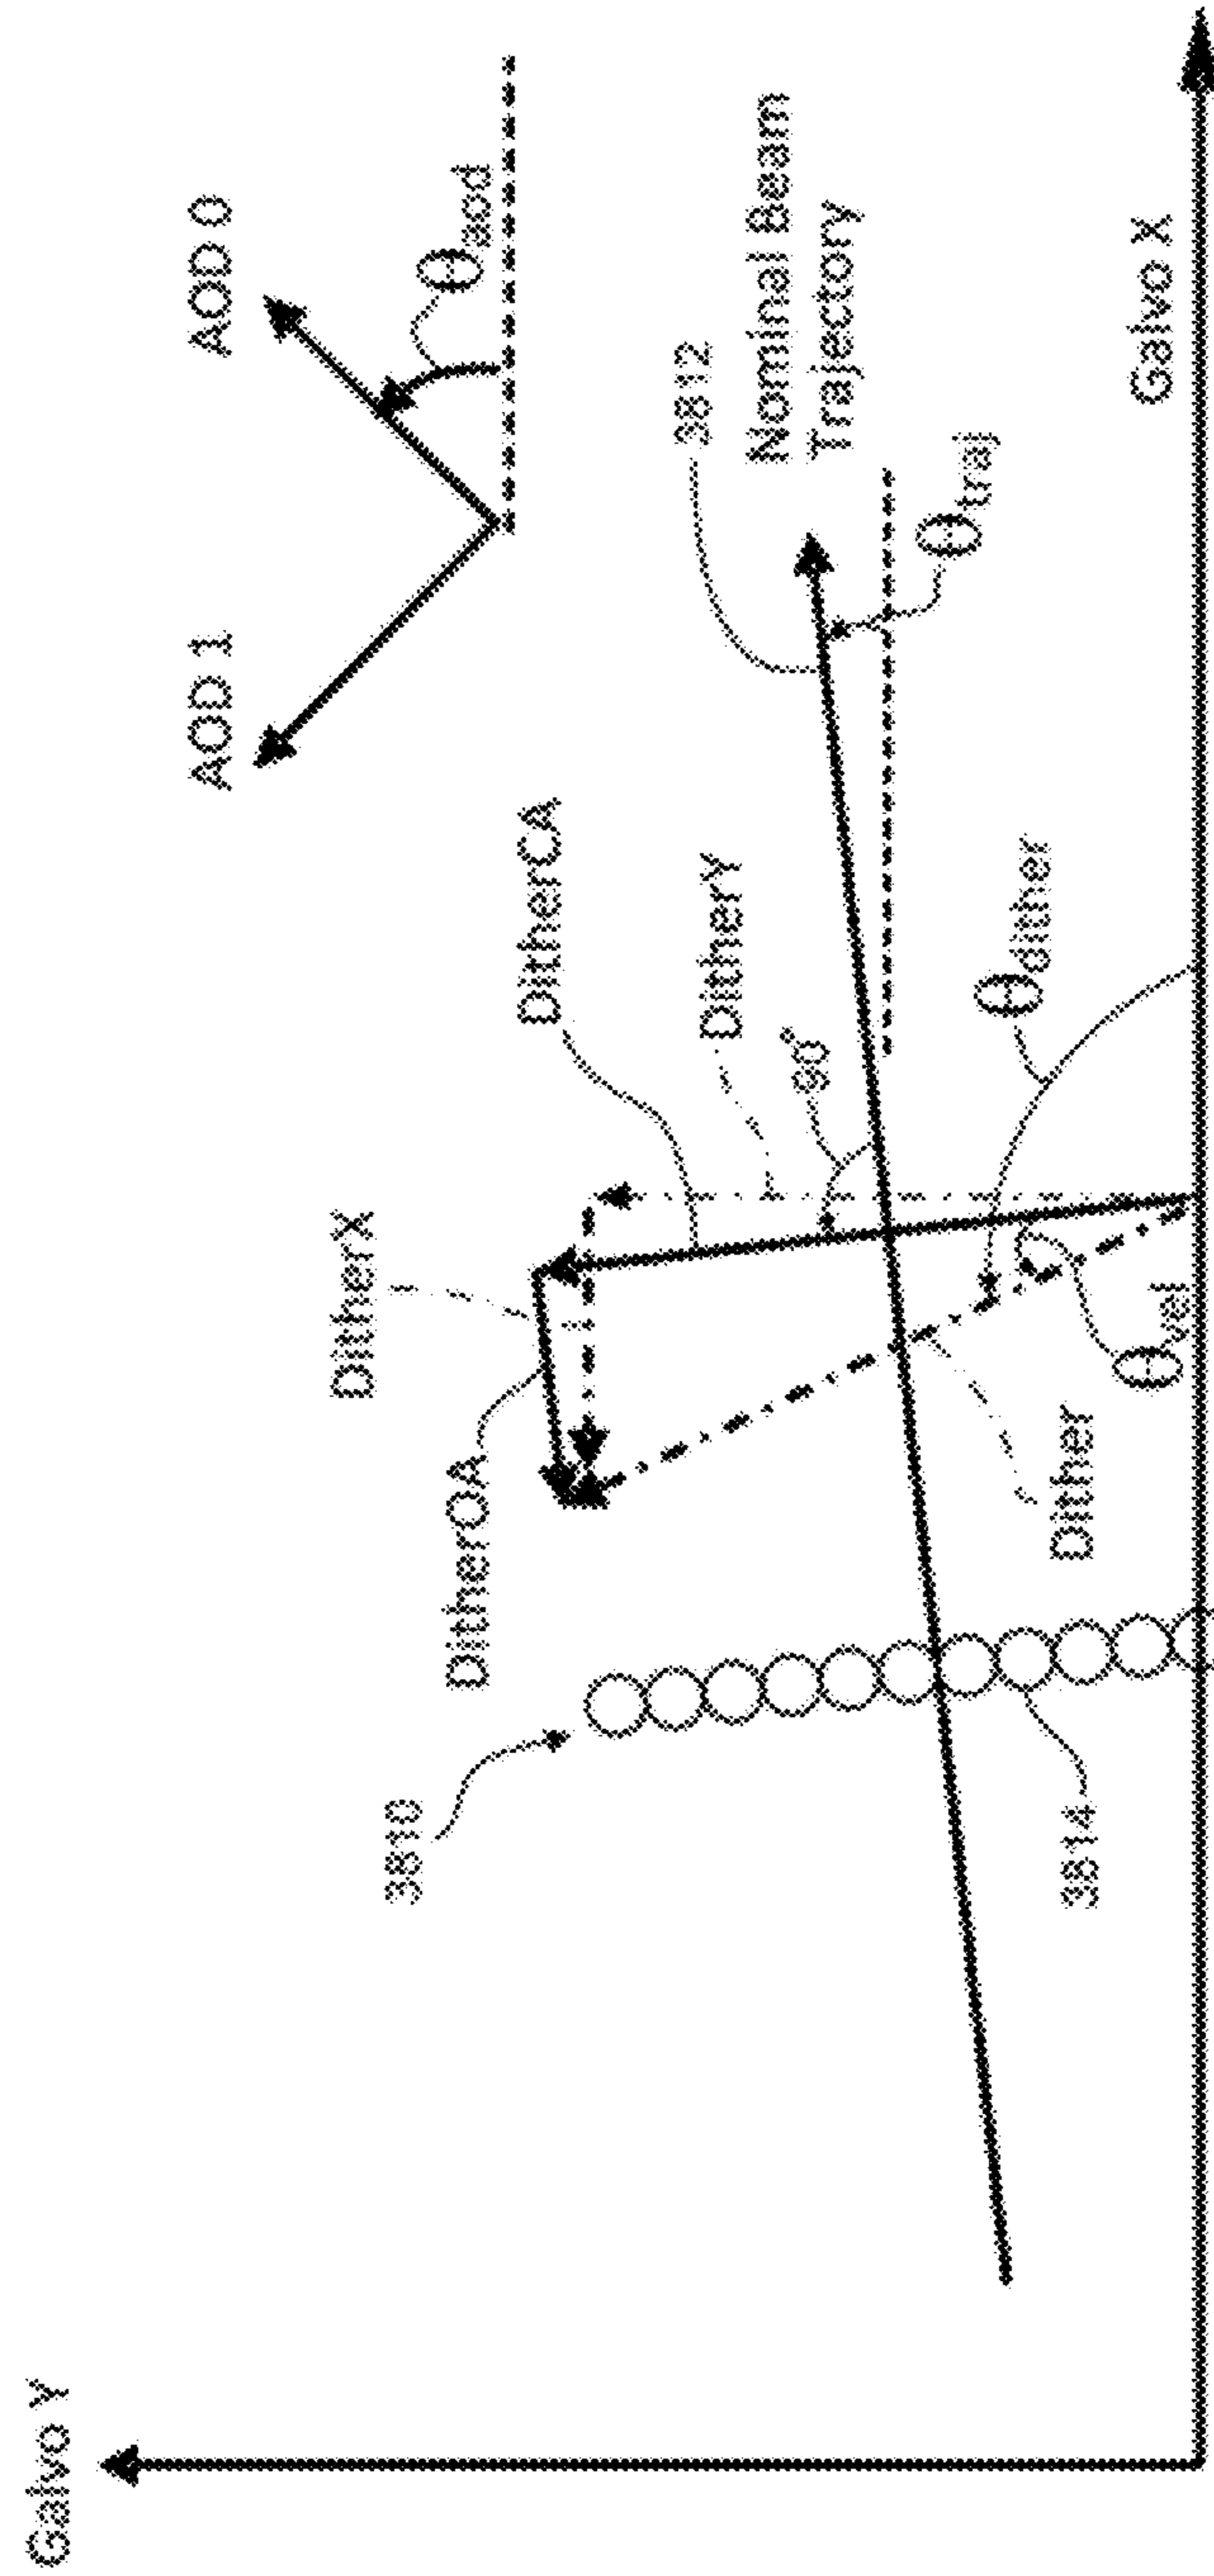 Galvo Y
AOD 1
AOD 0
θaod
DitherX
DitherCA
DitherOA
DitherY
3810
3812
Nominal Beam
Trajectory
90°
θtraj
θdither
θvel
Dither
3814
Galvo X